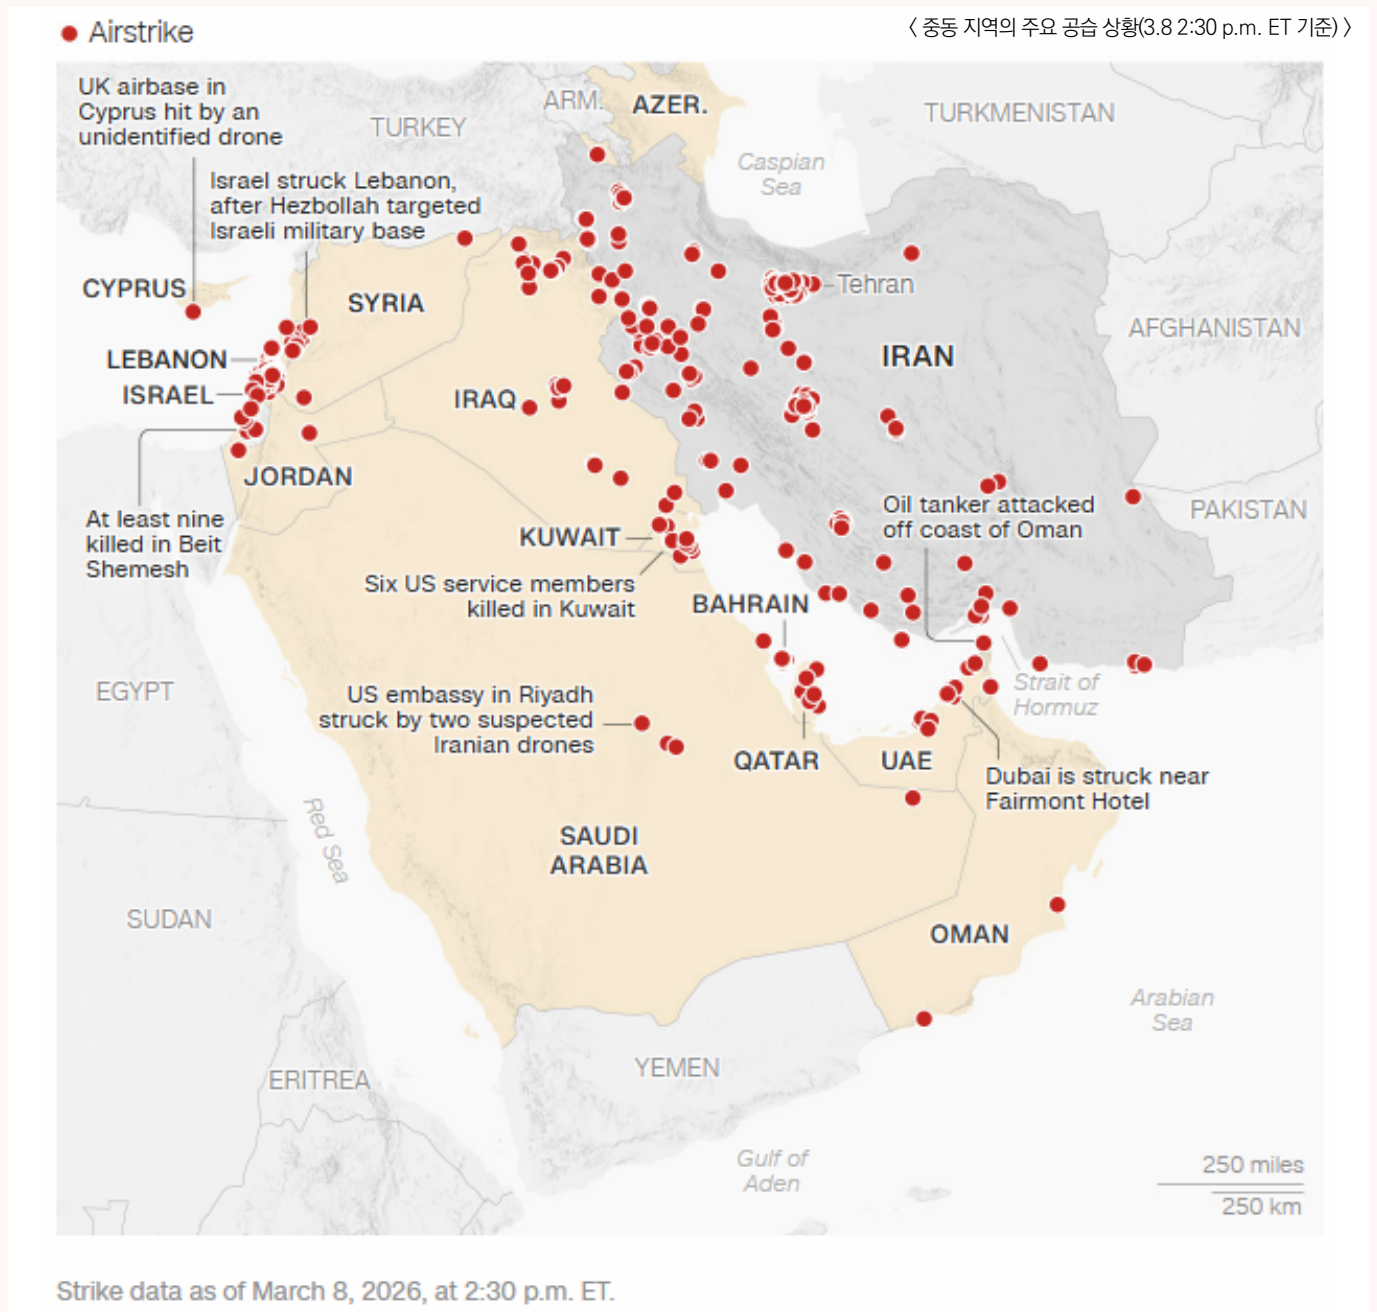 Airstrike
〈 중동 지역의 주요 공습 상황(3.8 2:30 p.m. ET 기준) 〉
UK airbase in
Cyprus hit by an
unidentified drone
TURKEY
ARM.
AZER.
TURKMENISTAN
Caspian
Sea
Israel struck Lebanon,
after Hezbollah targeted
Israeli military base
CYPRUS
SYRIA
Tehran
AFGHANISTAN
LEBANON
IRAN
ISRAEL
IRAQ
JORDAN
At least nine
killed in Beit
Shemesh
Oil tanker attacked
off coast of Oman
PAKISTAN
KUWAIT
Six US service members
killed in Kuwait
BAHRAIN
EGYPT
US embassy in Riyadh
struck by two suspected
Iranian drones
Strait of
Hormuz
QATAR
UAE
Dubai is struck near
Fairmont Hotel
Red Sea
SAUDI
ARABIA
SUDAN
OMAN
Arabian
Sea
ERITREA
YEMEN
Gulf of
Aden
250 miles
250 km
Strike data as of March 8, 2026, at 2:30 p.m. ET.